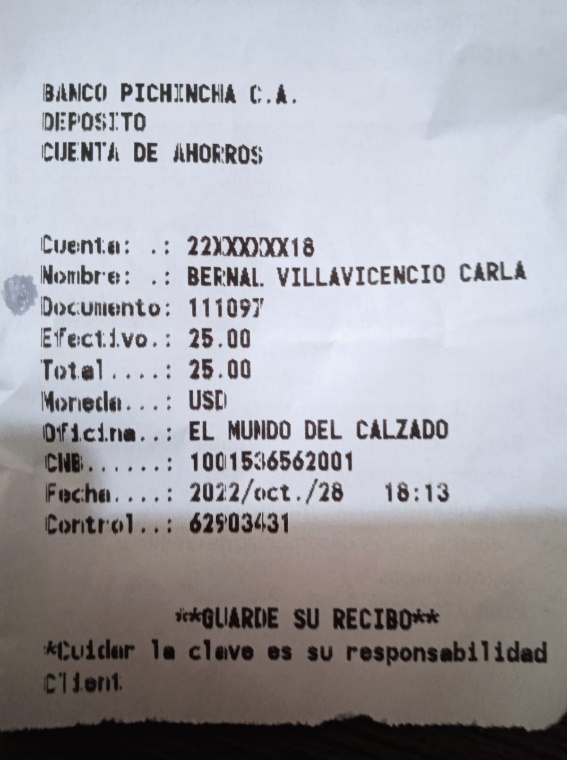 BANCO PICHINCHA C.A.
DEPOSITO
CUENTA DE AHORROS
Cuenta: .: 22XXXXXX18
Nombre: .: BERNAL VILLAVICENCIO CARLA
Documento: 111097
Efectivo.: 25.00
Total....: 25.00
Moneda...: USD
Oficina..: EL MUNDO DEL CALZADO
CNB......: 1001536562001
Fecha....: 2022/oct./28 18:13
Control..: 62903431
**GUARDE SU RECIBO**
*Cuidar la clave es su responsabilidad
Client